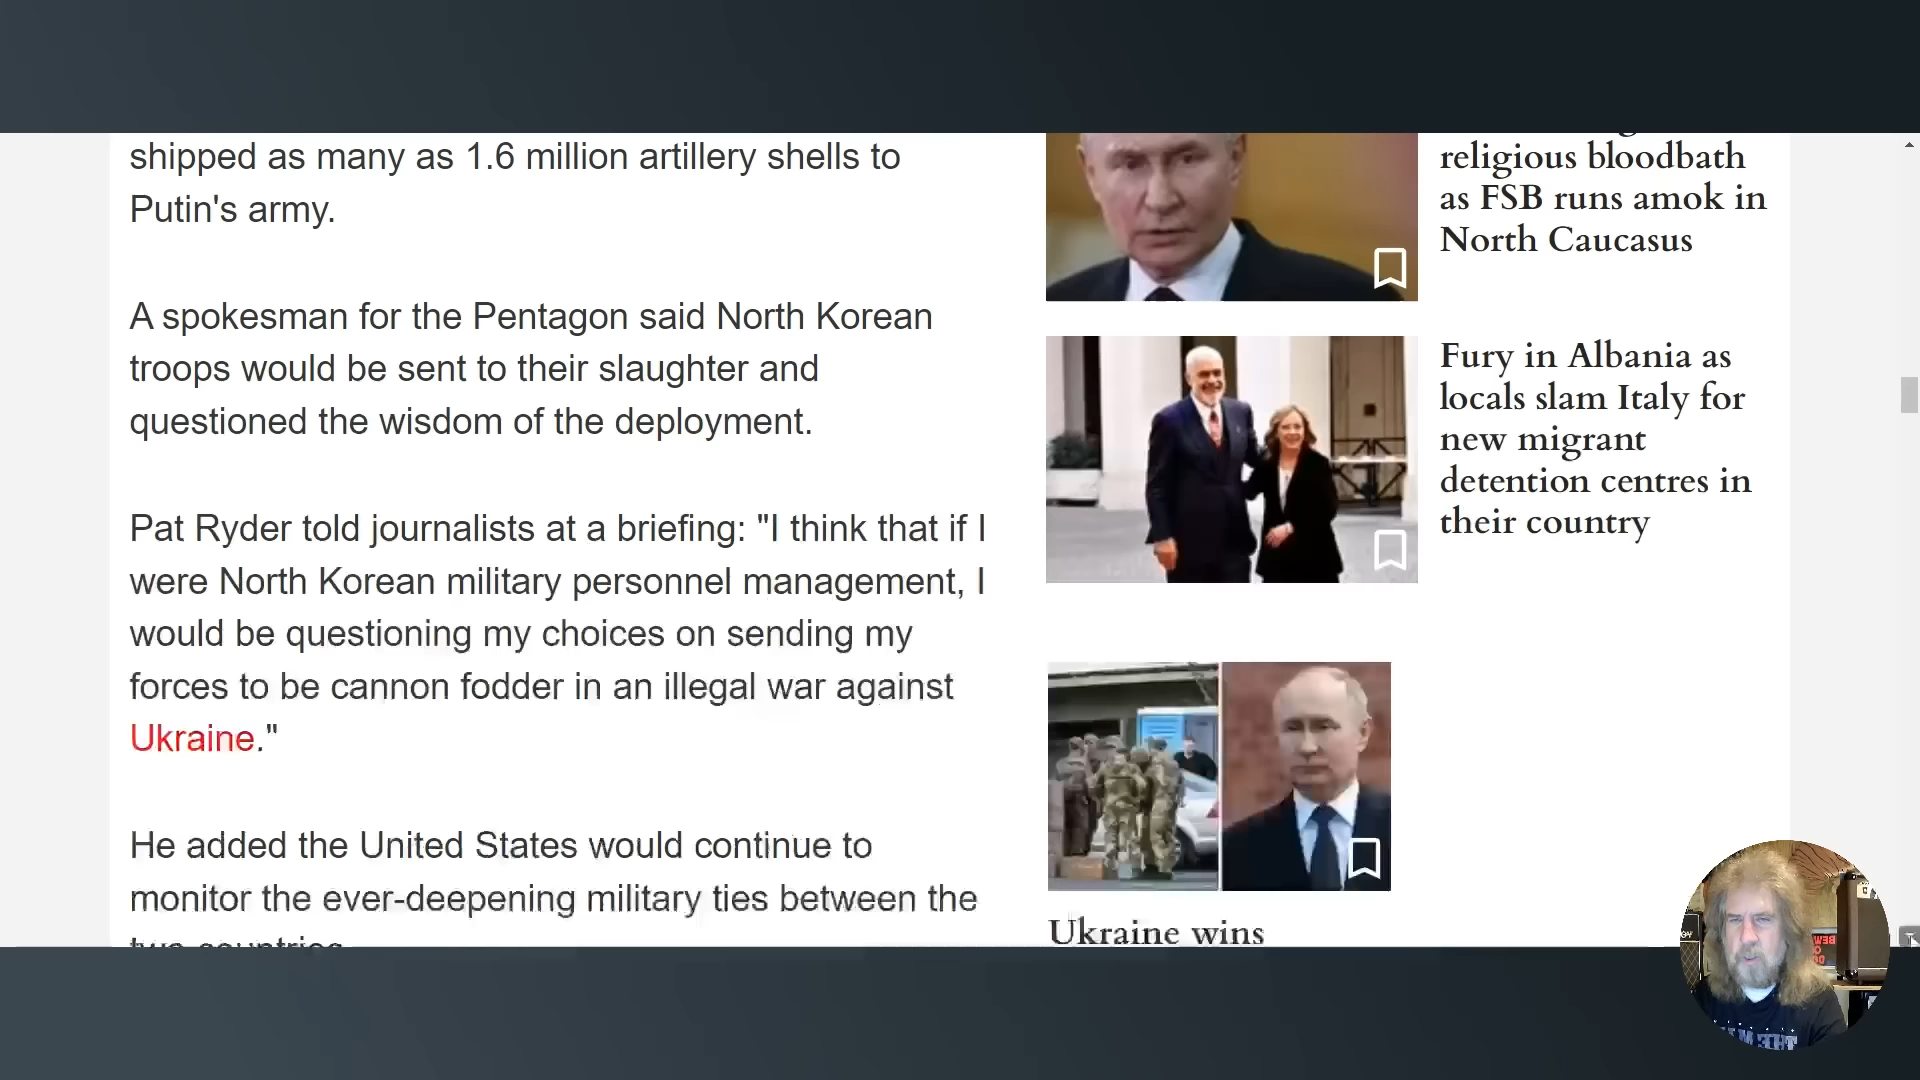 shipped as many as 1.6 million artillery shells to
Putin's army.
A spokesman for the Pentagon said North Korean
troops would be sent to their slaughter and
questioned the wisdom of the deployment.
Pat Ryder told journalists at a briefing: "I think that if I
were North Korean military personnel management, I
would be questioning my choices on sending my
forces to be cannon fodder in an illegal war against
Ukraine."
He added the United States would continue to
monitor the ever-deepening military ties between the
two countries.
religious bloodbath
as FSB runs amok in
North Caucasus
Fury in Albania as
locals slam Italy for
new migrant
detention centres in
their country
Ukraine wins